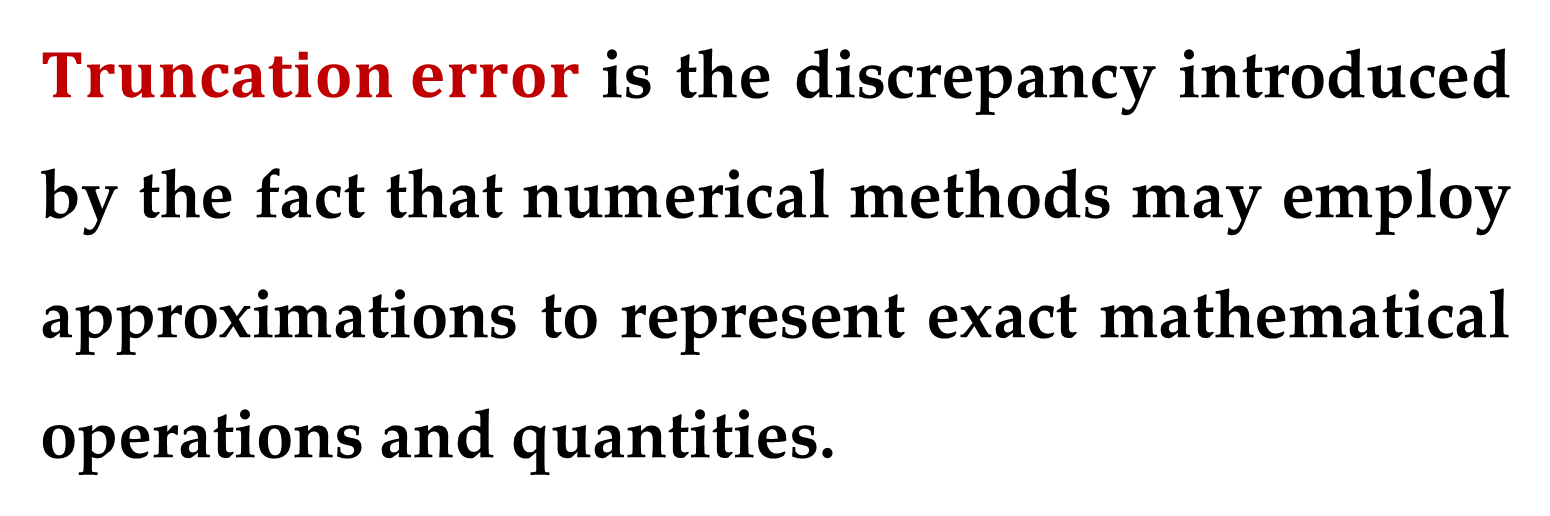 Truncation error is the discrepancy introduced
by the fact that numerical methods may employ
approximations to represent exact mathematical
operations and quantities.